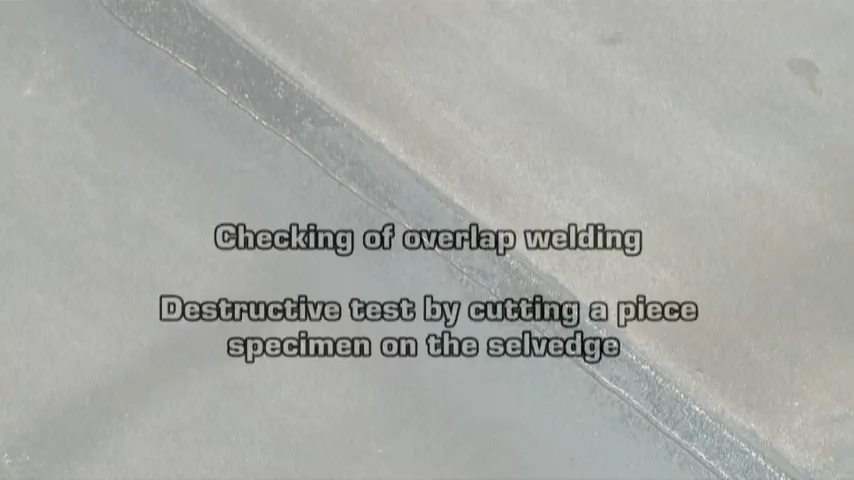 Checking of overlap welding
Destructive test by cutting a piece
specimen on the selvedge